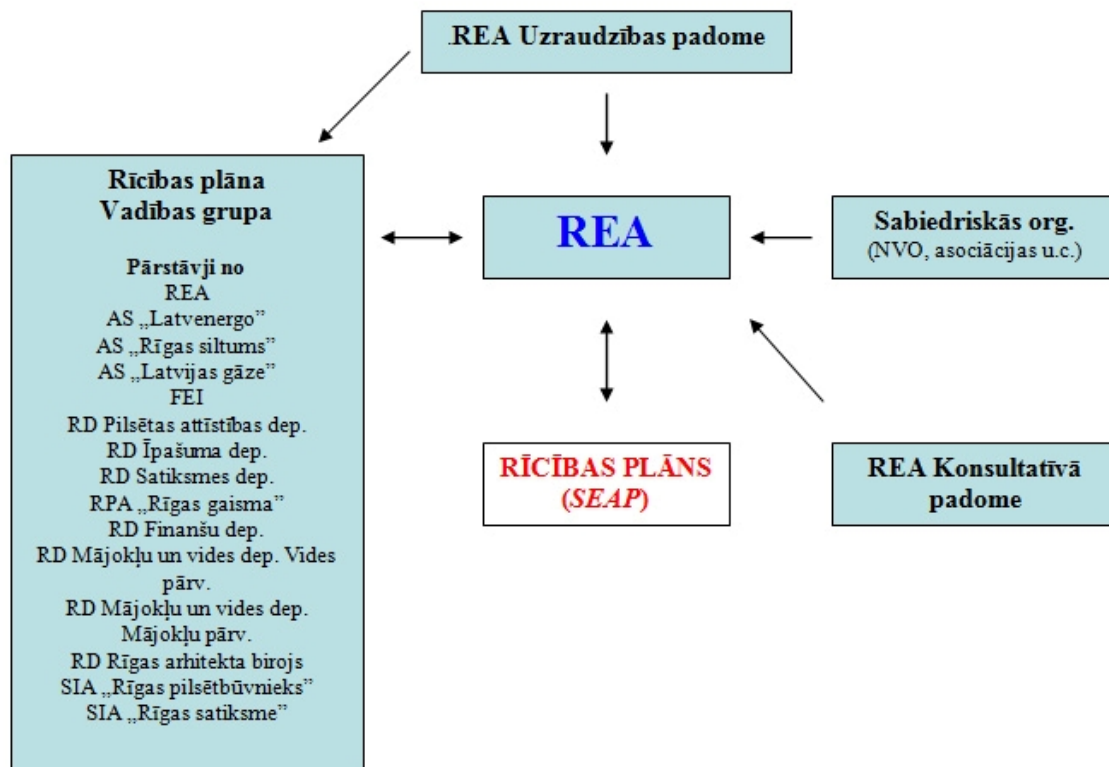 .REA Uzraudzības padome
Rīcības plāna
Vadības grupa
Pārstāvji no
REA
AS „Latvenergo”
AS „Rīgas siltums”
AS „Latvijas gāze”
FEI
RD Pilsētas attīstības dep.
RD Īpašuma dep.
RD Satiksmes dep.
RPA „Rīgas gaisma”
RD Finanšu dep.
RD Mājokļu un vides dep. Vides
pārv.
RD Mājokļu un vides dep.
Mājokļu pārv.
RD Rīgas arhitekta birojs
SIA „Rīgas pilsētbūvnieks”
SIA „Rīgas satiksme”
REA
Sabiedriskās org.
(NVO, asociācijas u.c.)
RĪCĪBAS PLĀNS
(SEAP)
REA Konsultatīvā
padome